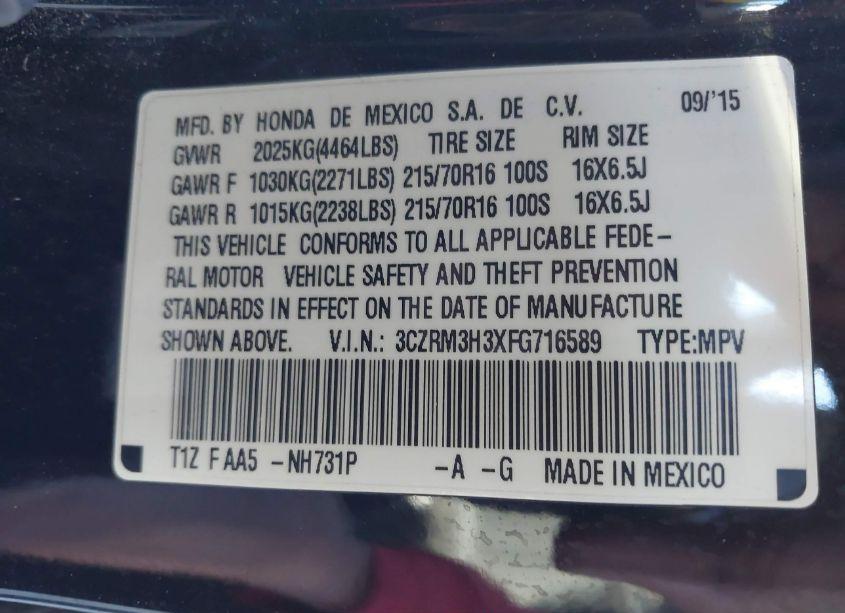 MFD. BY HONDA DE MEXICO S.A. DE C.V. 09/'15
GVWR 2025KG(4464LBS) TIRE SIZE RIM SIZE
GAWR F 1030KG(2271LBS) 215/70R16 100S 16X6.5J
GAWR R 1015KG(2238LBS) 215/70R16 100S 16X6.5J
THIS VEHICLE CONFORMS TO ALL APPLICABLE FEDE-
RAL MOTOR VEHICLE SAFETY AND THEFT PREVENTION
STANDARDS IN EFFECT ON THE DATE OF MANUFACTURE
SHOWN ABOVE. V.I.N.: 3CZRM3H3XFG716589 TYPE:MPV
T1Z F AA5 -NH731P -A -G MADE IN MEXICO